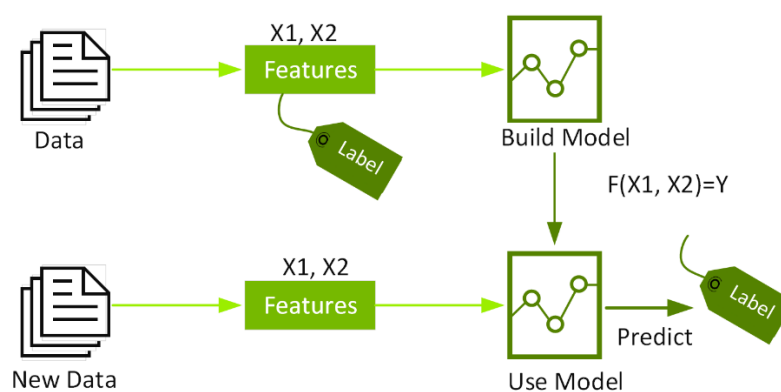 X1, X2
Features
Label
Data
Build Model
F(X1, X2)=Y
X1, X2
Features
Label
Predict
New Data
Use Model